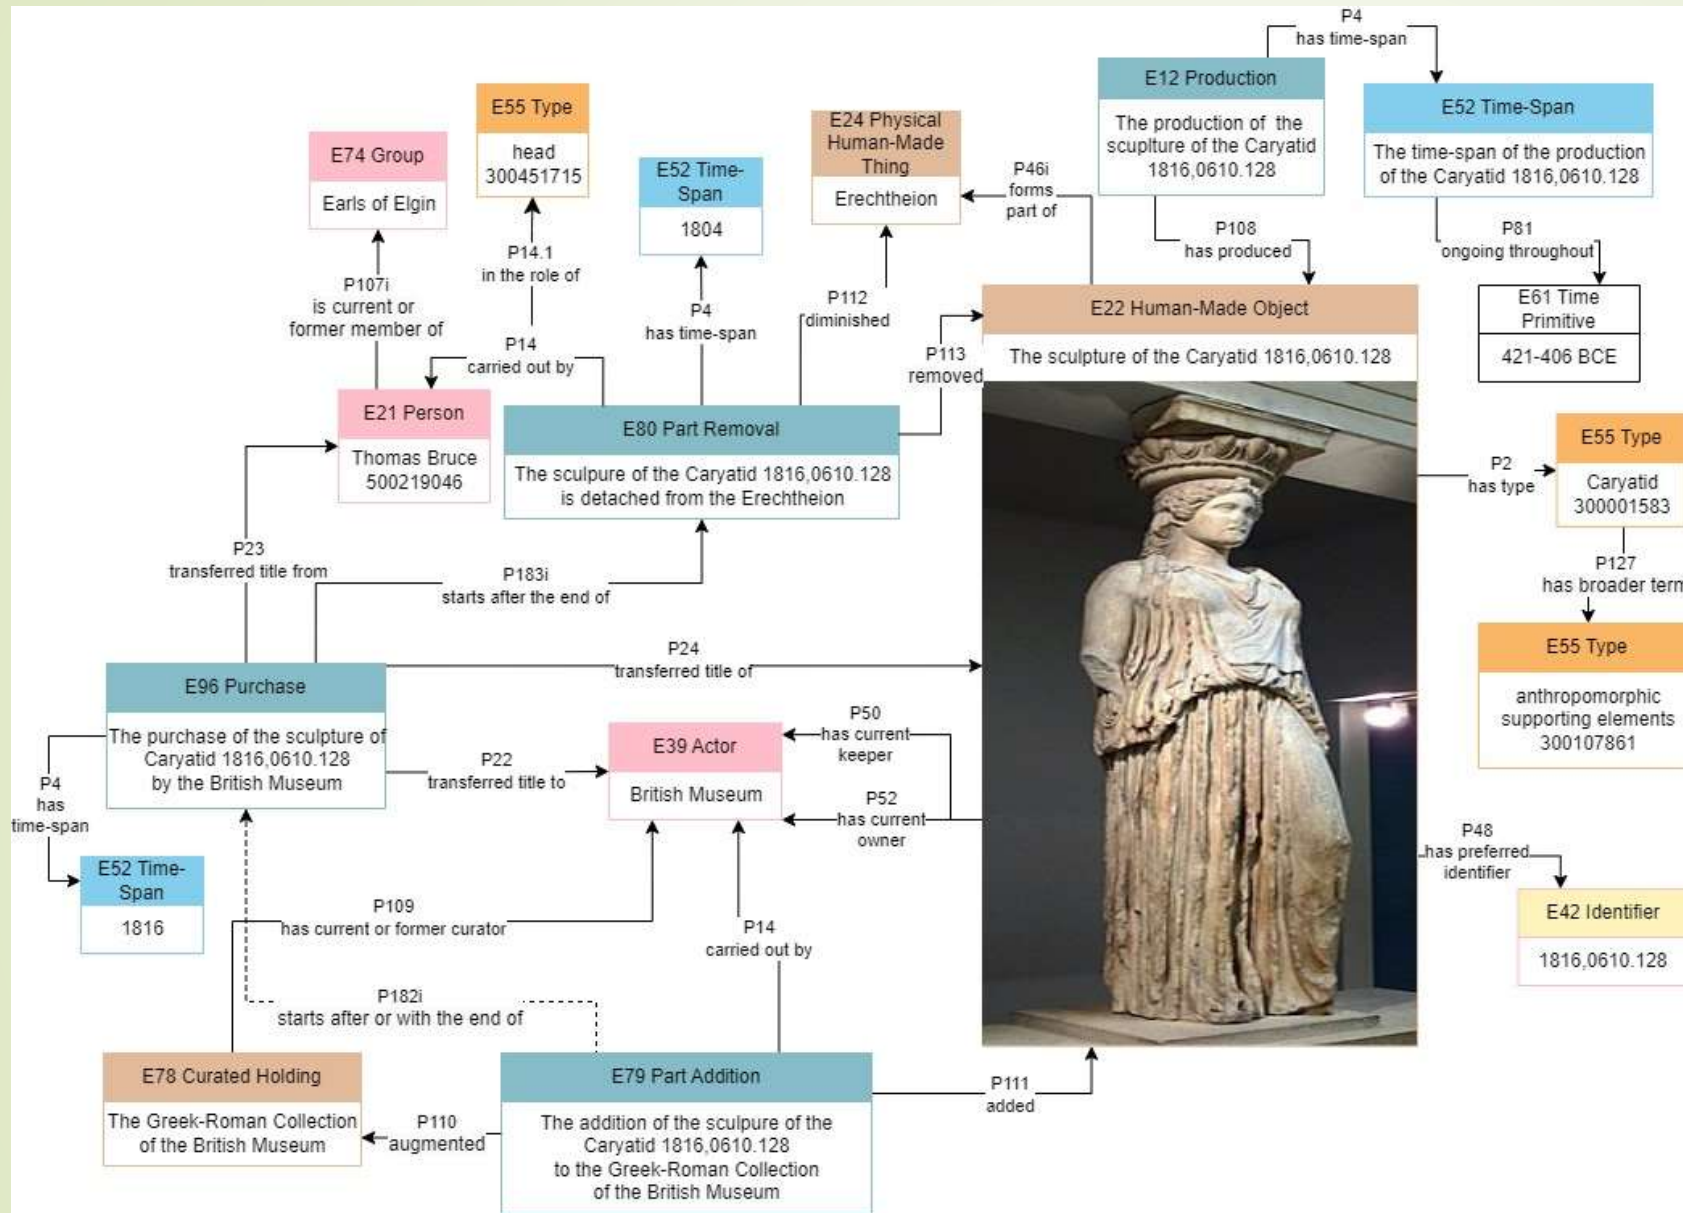 P4
has time-span
E12 Production
The production of the
scuplture of the Caryatid
1816,0610.128
E52 Time-Span
The time-span of the production
of the Caryatid 1816,0610.128
E55 Type
head
300451715
E24 Physical
Human-Made
Thing
Erechtheion
E74 Group
Earls of Elgin
E52 Time-
Span
1804
P46i
forms
part of
P108
has produced
P81
ongoing throughout
P14.1
in the role of
P107i
is current or
former member of
P4
has time-span
P112
diminished
E22 Human-Made Object
The sculpture of the Caryatid 1816,0610.128
E61 Time
Primitive
421-406 BCE
P14
carried out by
P113
removed
E21 Person
Thomas Bruce
500219046
E80 Part Removal
The sculpure of the Caryatid 1816,0610.128
is detached from the Erechtheion
E55 Type
Caryatid
300001583
P2
has type
P23
transferred title from
P183i
starts after the end of
P127
has broader term
E55 Type
anthropomorphic
supporting elements
300107861
P24
transferred title of
E96 Purchase
The purchase of the sculpture of
Caryatid 1816,0610.128
by the British Museum
P50
has current
keeper
E39 Actor
British Museum
P22
transferred title to
P52
has current
owner
P4
has
time-span
P48
has preferred
identifier
E52 Time-
Span
1816
E42 Identifier
1816,0610.128
P109
has current or former curator
P14
carried out by
P182i
starts after or with the end of
E78 Curated Holding
The Greek-Roman Collection
of the British Museum
E79 Part Addition
The addition of the sculpure of the
Caryatid 1816,0610.128
to the Greek-Roman Collection
of the British Museum
P110
augmented
P111
added